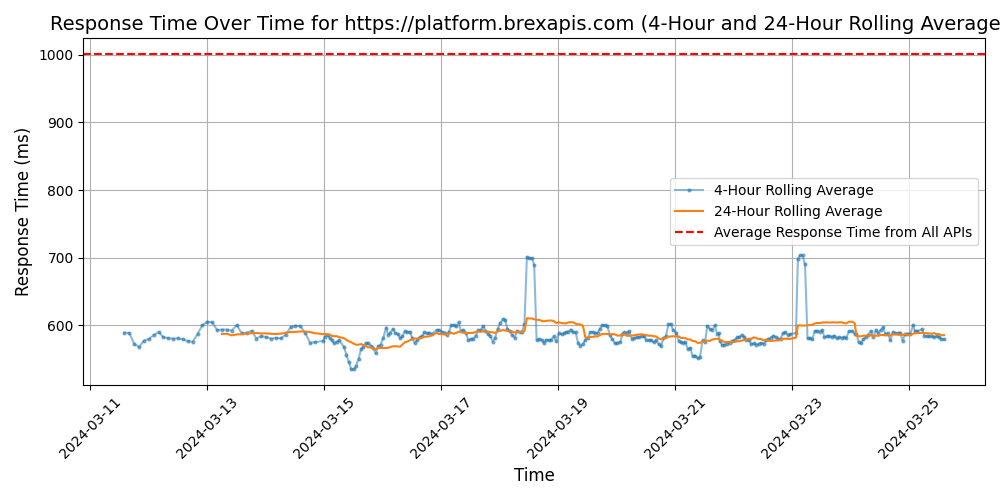 Response Time Over Time for https://platform.brexapis.com (4-Hour and 24-Hour Rolling Average
Response Time (ms)
1000
900
800
700
600
4-Hour Rolling Average
24-Hour Rolling Average
Average Response Time from All APIs
2024-03-11
2024-03-13
2024-03-15
2024-03-17
2024-03-19
2024-03-21
2024-03-23
2024-03-25
Time